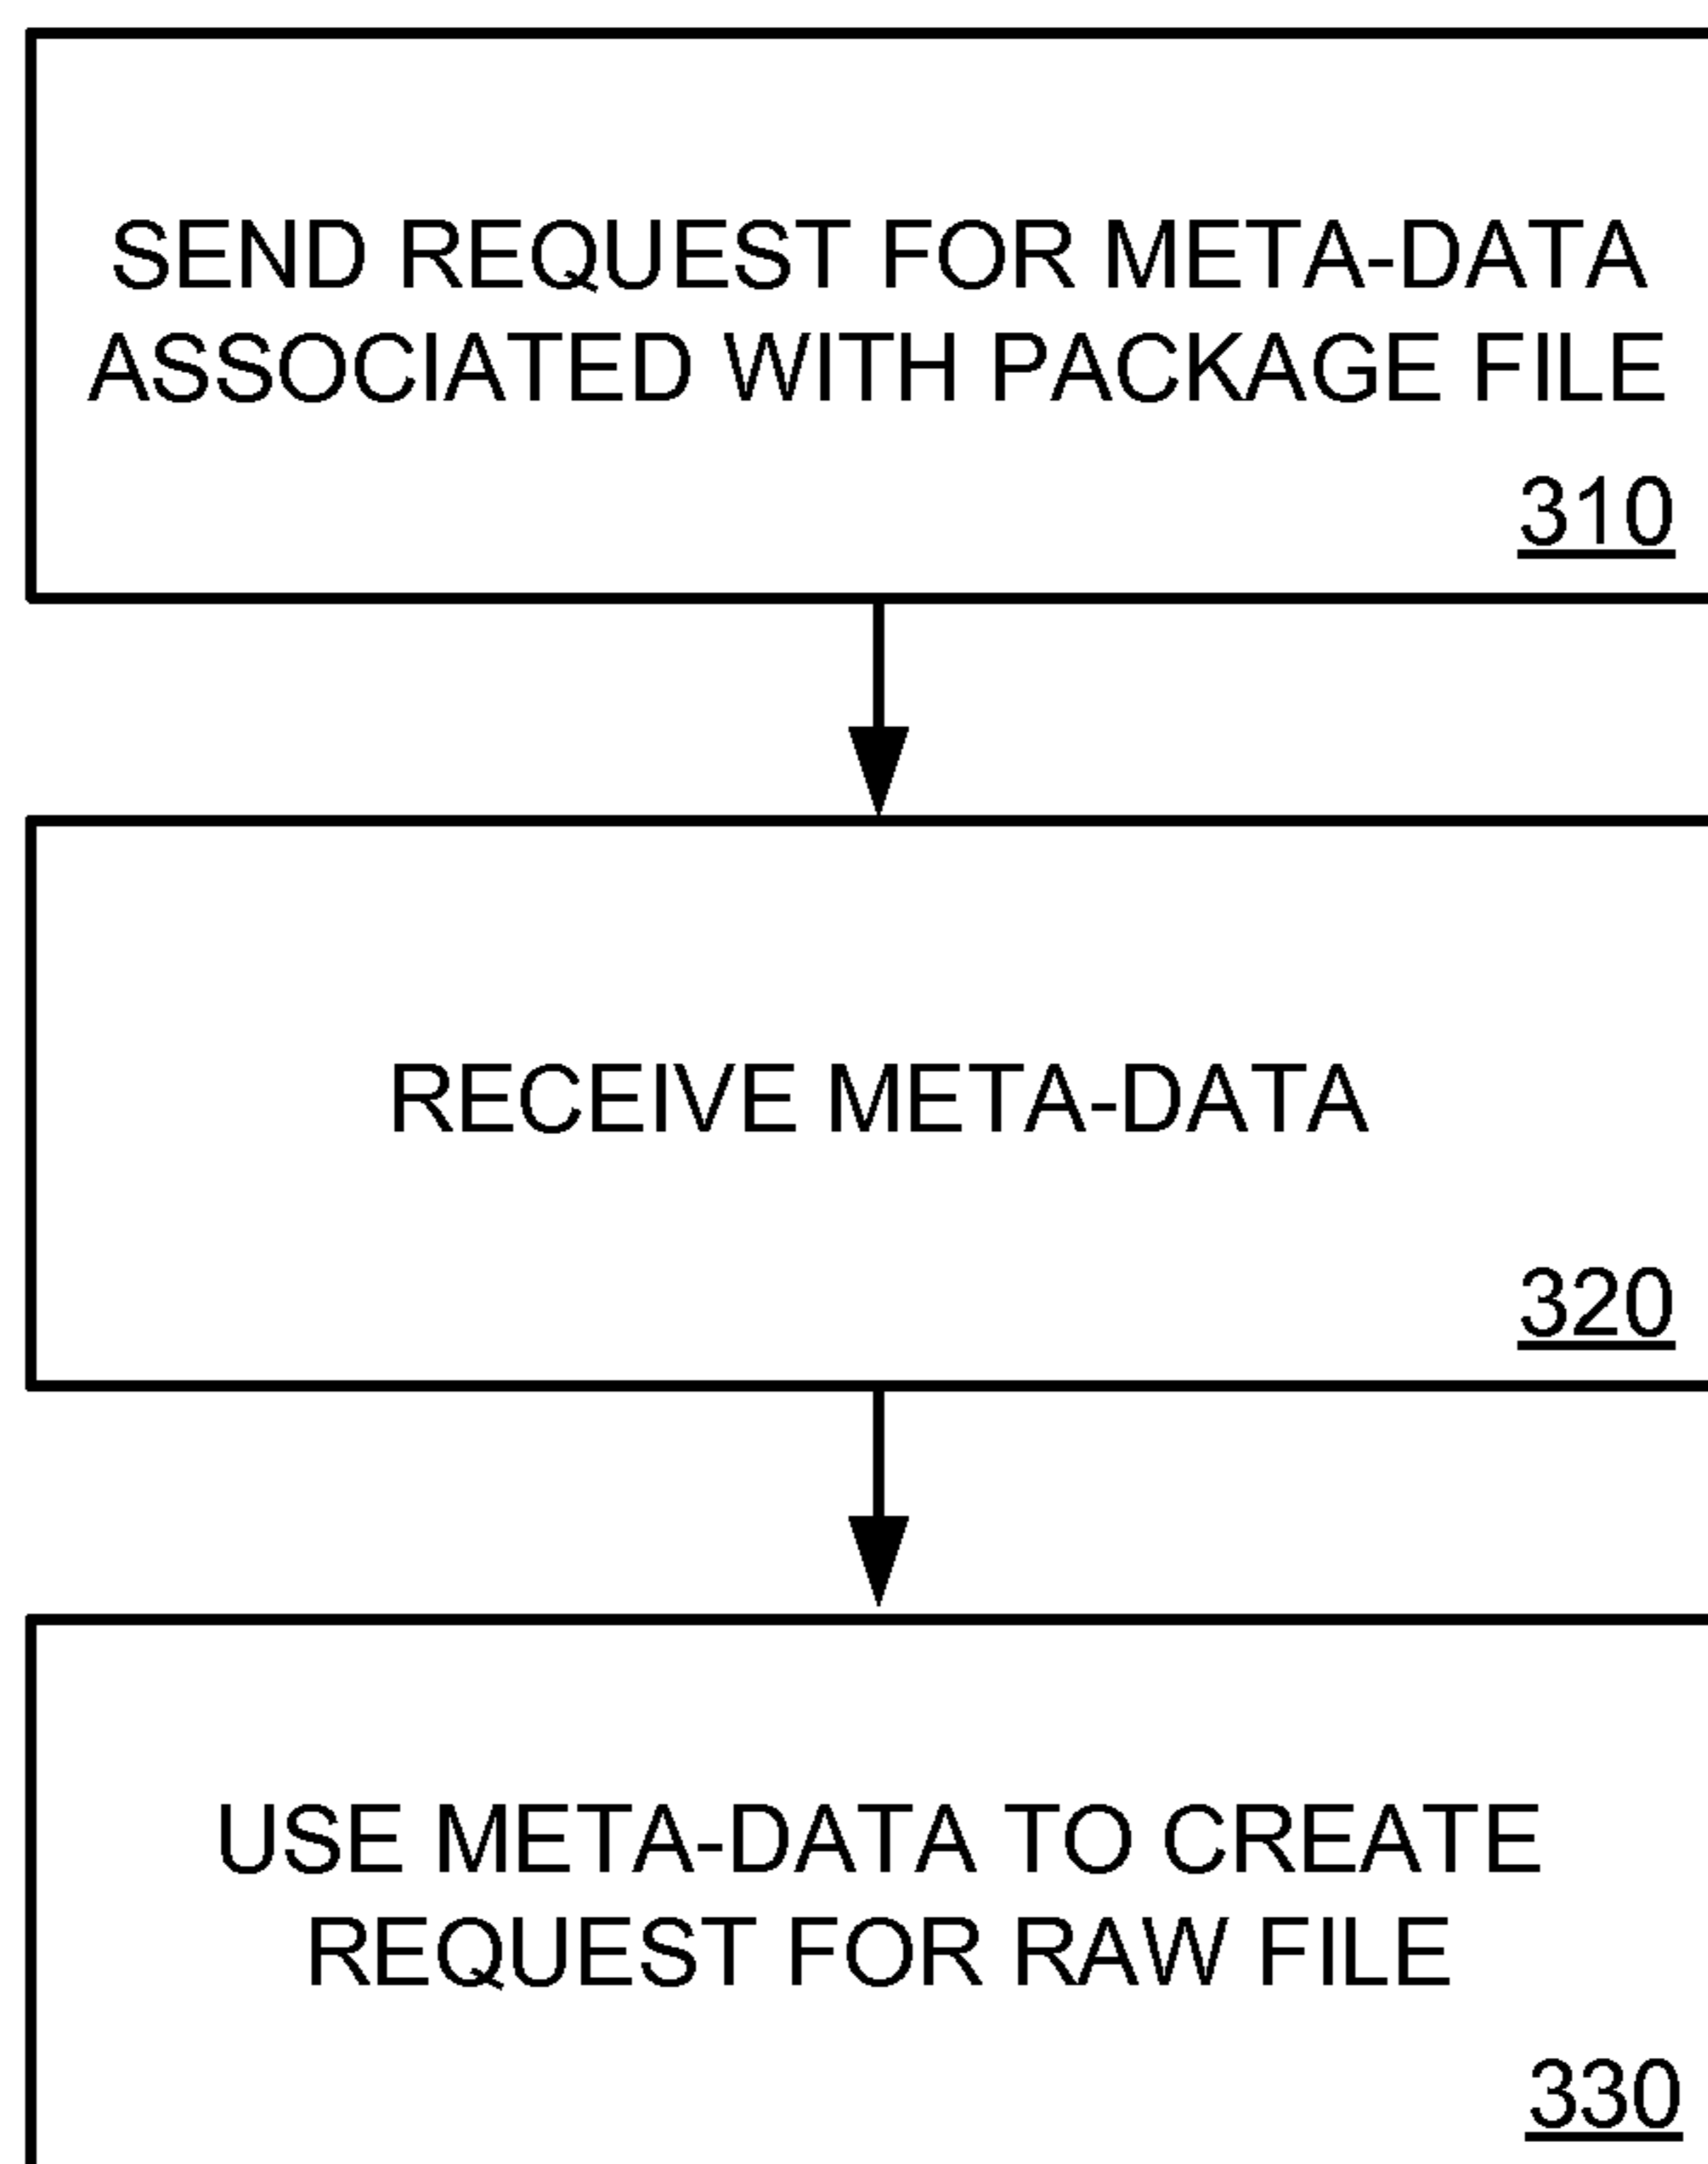 SEND REQUEST FOR META-DATA
ASSOCIATED WITH PACKAGE FILE
310
RECEIVE META-DATA
320
USE META-DATA TO CREATE
REQUEST FOR RAW FILE
330